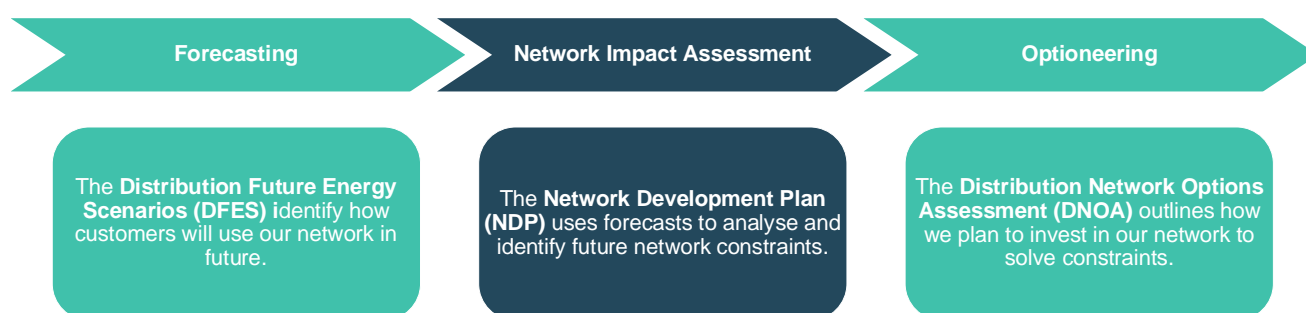 Forecasting
Network Impact Assessment
Optioneering
The Distribution Future Energy
Scenarios (DFES) identify how
customers will use our network in
future.
The Network Development Plan
(NDP) uses forecasts to analyse and
identify future network constraints.
The Distribution Network Options
Assessment (DNOA) outlines how
we plan to invest in our network to
solve constraints.